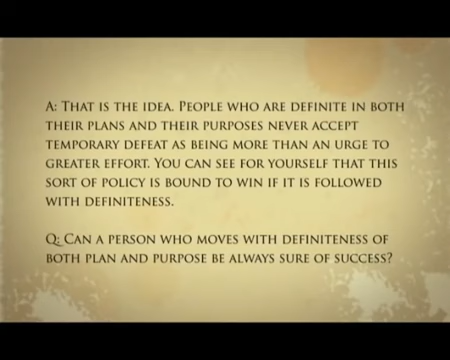 A: That is the idea. People who are definite in both
their plans and their purposes never accept
temporary defeat as being more than an urge to
greater effort. You can see for yourself that this
sort of policy is bound to win if it is followed
with definiteness.
Q: Can a person who moves with definiteness of
both plan and purpose be always sure of success?